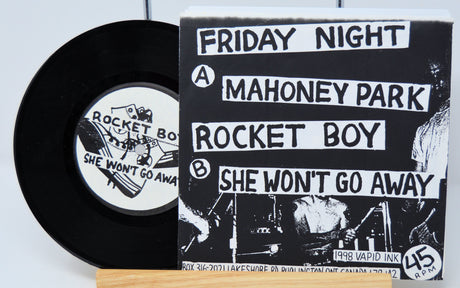 ROCKET BOY
SHE WON'T GO AWAY
FRIDAY NIGHT
A
MAHONEY PARK
ROCKET BOY
B
SHE WON'T GO AWAY
1998 VAPID INK
45
RPM
BOX 316-2021 LAKESHORE RD. BURLINGTON ONT. CANADA